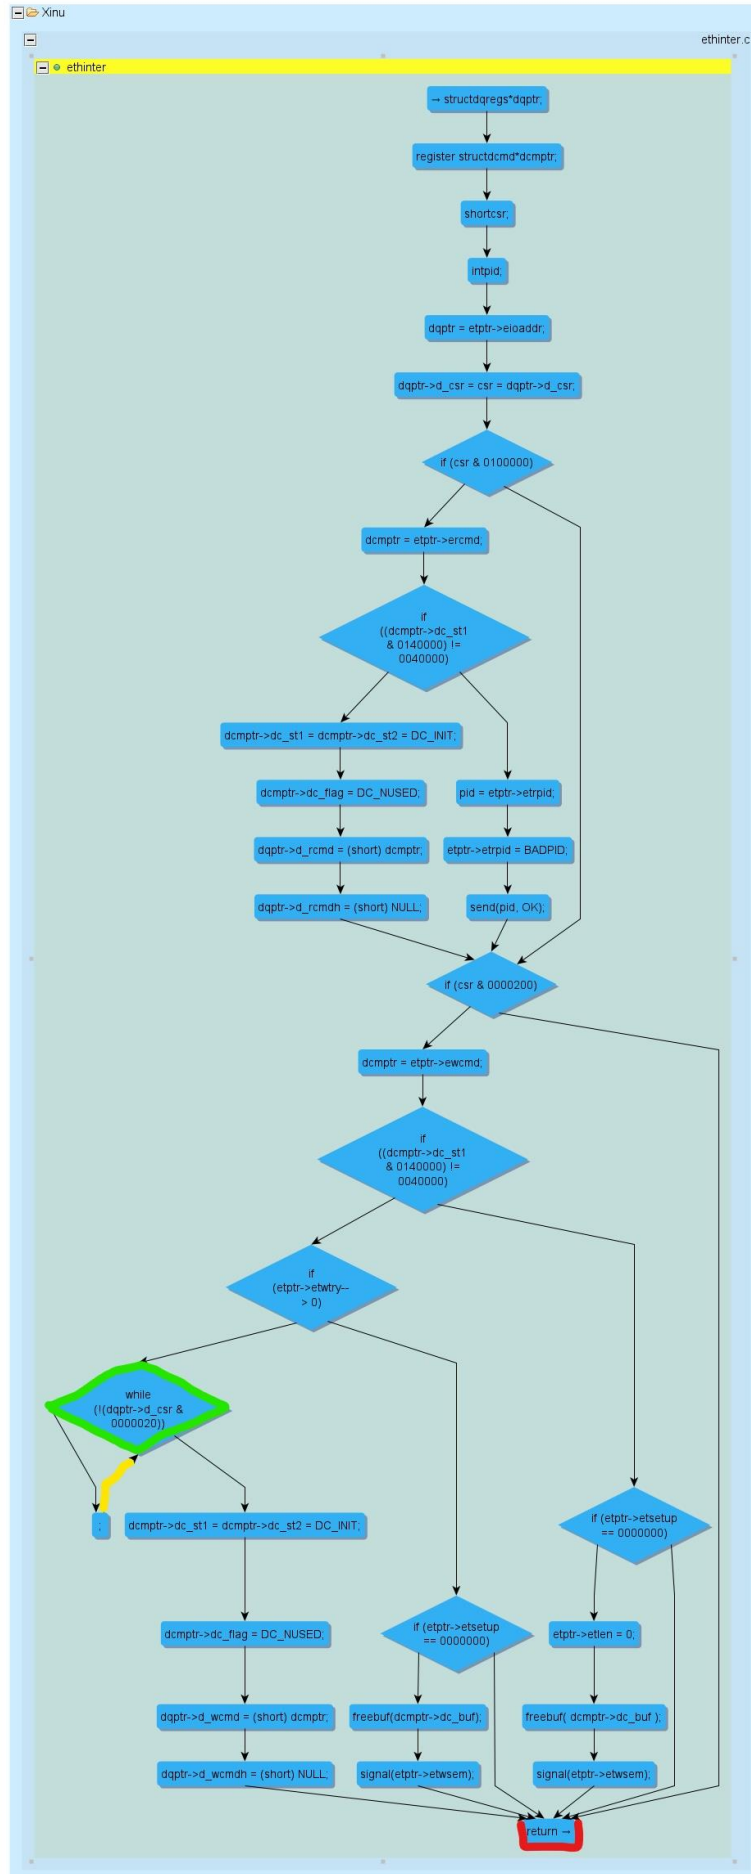 Xinu
ethinter.c
ethinter
→ structdqregs*dqptr;
register structdcmd*dcmptr;
shortcsr;
intpid;
dqptr = etptr->eioaddr;
dqptr->d_csr = csr = dqptr->d_csr;
if (csr & 0100000)
dcmptr = etptr->ercmd;
if
((dcmptr->dc_st1
& 0140000) !=
0040000)
dcmptr->dc_st1 = dcmptr->dc_st2 = DC_INIT;
pid = etptr->etrpid;
dcmptr->dc_flag = DC_NUSED;
etptr->etrpid = BADPID;
dqptr->d_rcmd = (short) dcmptr;
send(pid, OK);
dqptr->d_rcmdh = (short) NULL;
if (csr & 0000200)
dcmptr = etptr->ewcmd;
if
((dcmptr->dc_st1
& 0140000) !=
0040000)
if
(etptr->etwtry--
> 0)
while
(!(dqptr->d_csr &
0000020))
;
dcmptr->dc_st1 = dcmptr->dc_st2 = DC_INIT;
if (etptr->etsetup
== 0000000)
dcmptr->dc_flag = DC_NUSED;
if (etptr->etsetup
== 0000000)
etptr->etlen = 0;
dqptr->d_wcmd = (short) dcmptr;
freebuf(dcmptr->dc_buf);
freebuf( dcmptr->dc_buf );
dqptr->d_wcmdh = (short) NULL;
signal(etptr->etwsem);
signal(etptr->etwsem);
return →